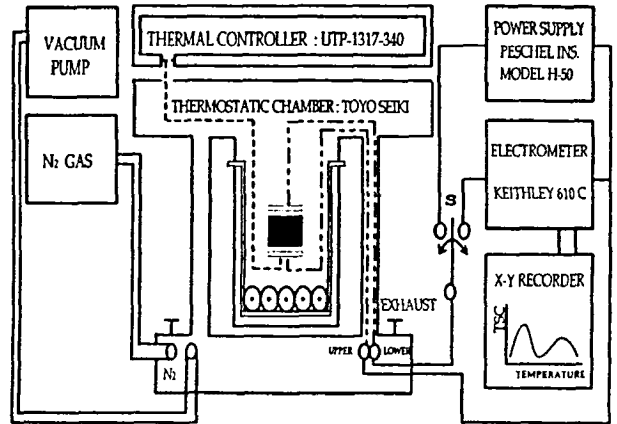 THERMAL CONTROLLER : UTP-1317-340
VACUUM
PUMP
POWER SUPPLY
PESCHEL INS.
MODEL H-50
THERMOSTATIC CHAMBER : TOYO SEIKI
N₂ GAS
ELECTROMETER
KEITHLEY 610 C
S
X-Y RECORDER
TSC
TEMPERATURE
EXHAUST
N₂
UPPER
LOWER